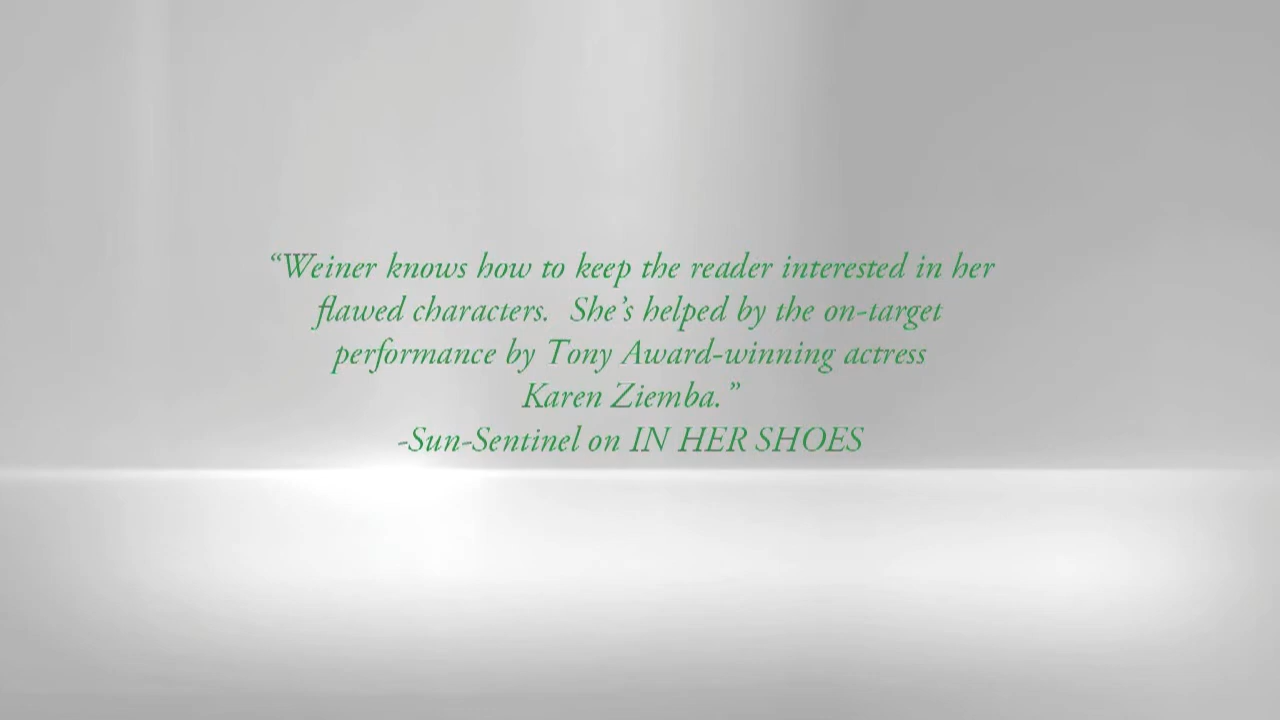 “Weiner knows how to keep the reader interested in her
flawed characters.  She’s helped by the on-target
performance by Tony Award-winning actress
Karen Ziemba.”
-Sun-Sentinel on IN HER SHOES